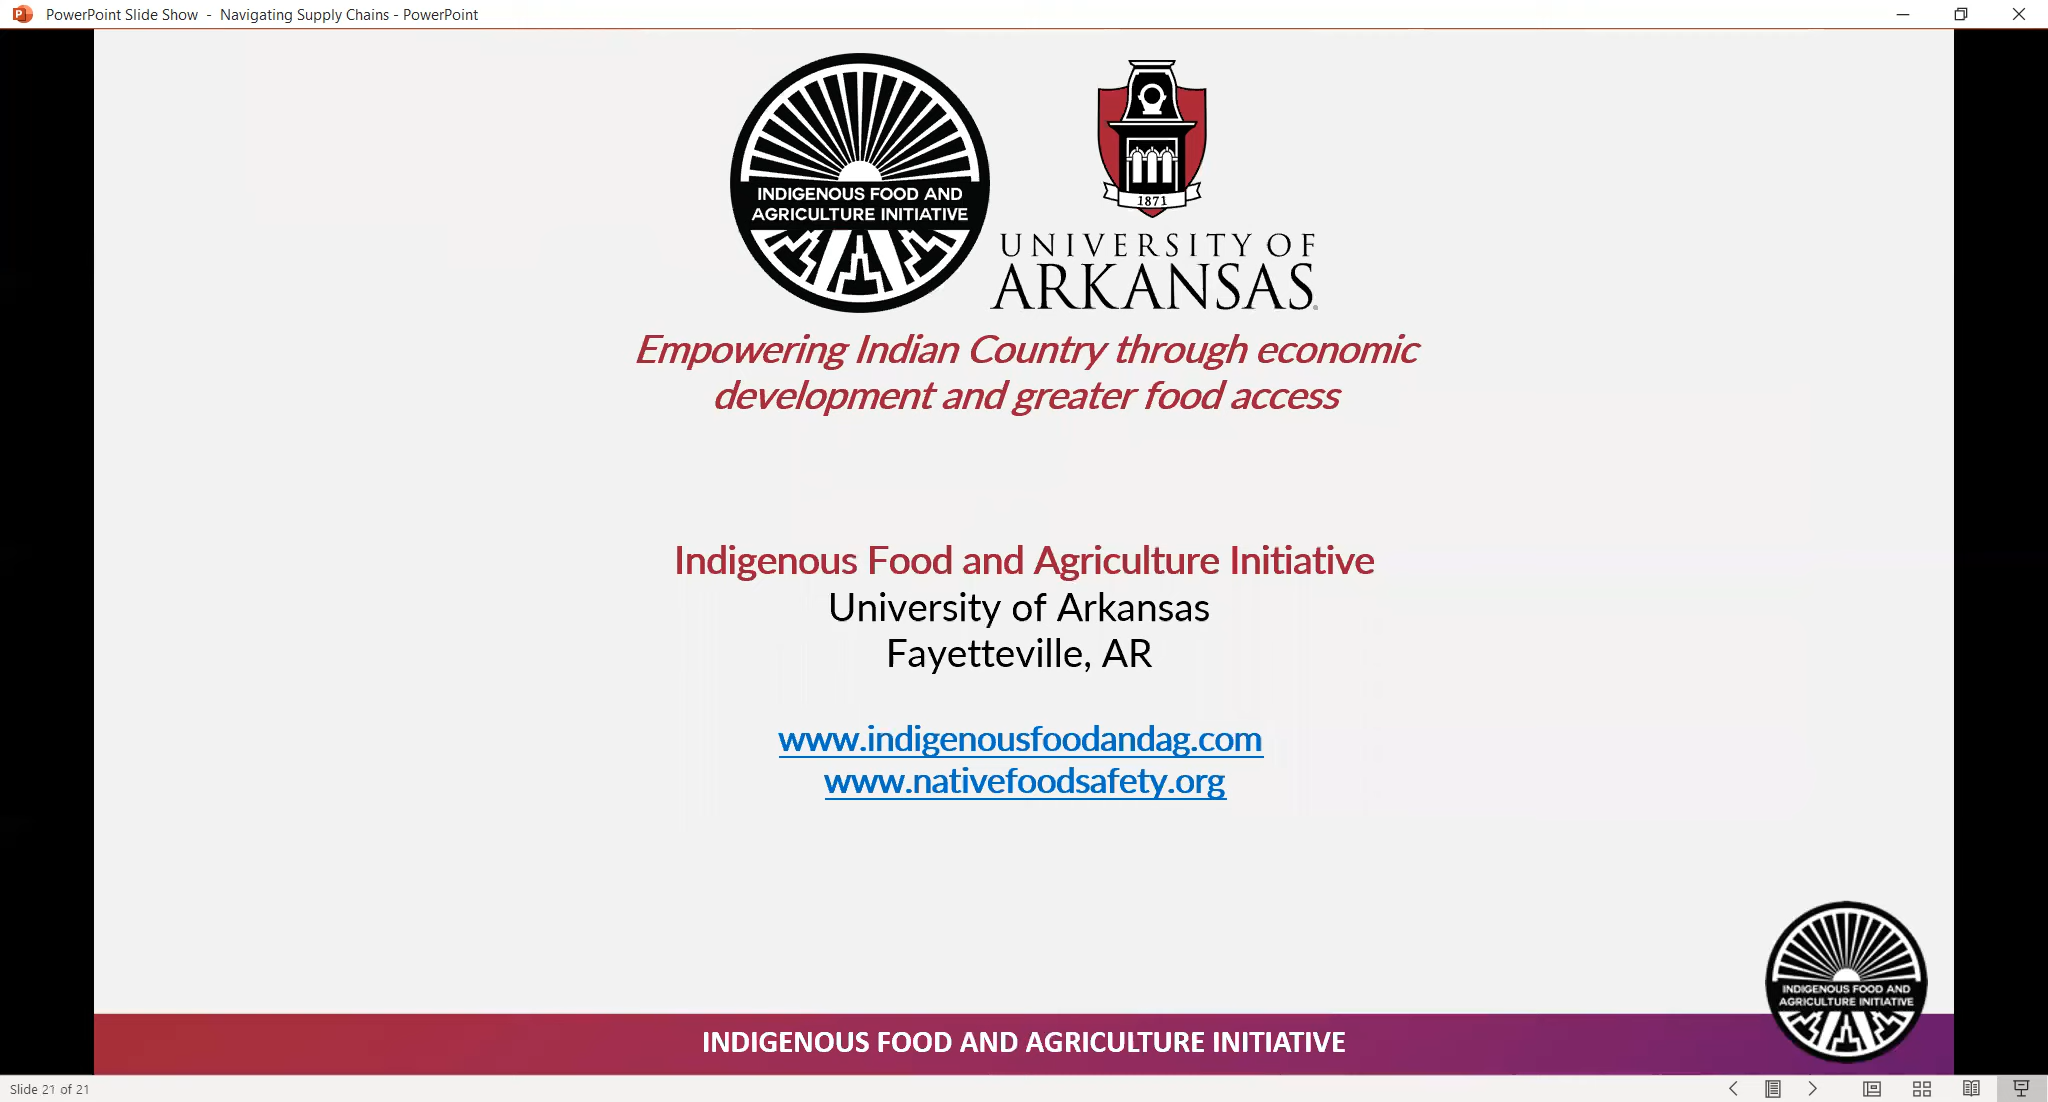 PowerPoint Slide Show - Navigating Supply Chains - PowerPoint
INDIGENOUS FOOD AND
AGRICULTURE INITIATIVE
1871
UNIVERSITY OF
ARKANSAS
Empowering Indian Country through economic
development and greater food access
Indigenous Food and Agriculture Initiative
University of Arkansas
Fayetteville, AR
www.indigenousfoodandag.com
www.nativefoodsafety.org
INDIGENOUS FOOD AND
AGRICULTURE INITIATIVE
INDIGENOUS FOOD AND AGRICULTURE INITIATIVE
Slide 21 of 21